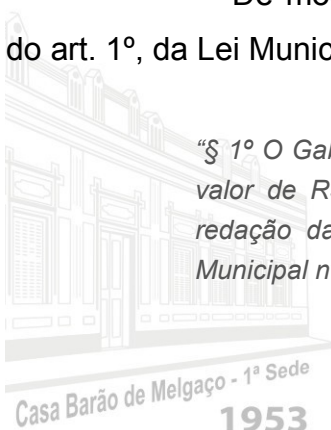 do art. 1º, da Lei Munic
"§ 1º O Gal
valor de R
redação da
Municipal n
Casa Barão de Melgaço - 1ª Sede
1953